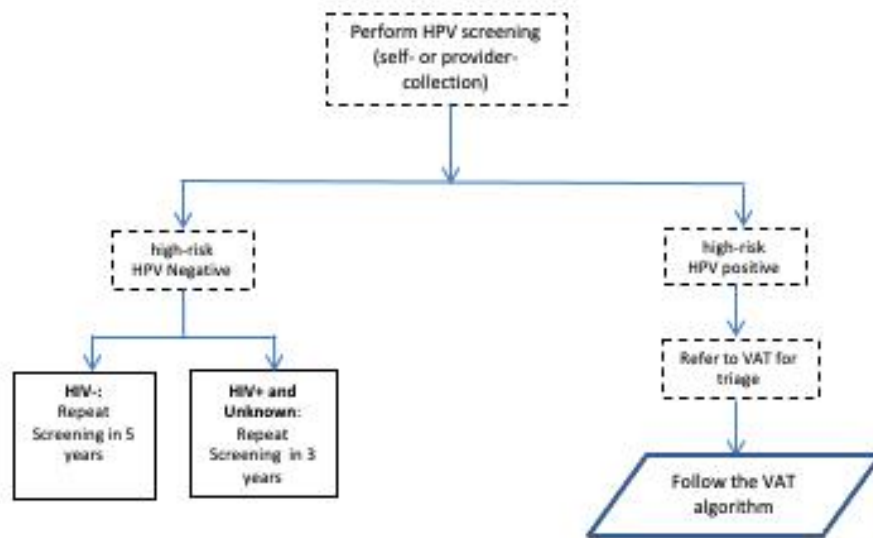 Perform HPV screening
(self- or provider-
collection)
high-risk
HPV Negative
high-risk
HPV positive
HIV-:
Repeat
Screening in 5
years
HIV+ and
Unknown:
Repeat
Screening in 3
years
Refer to VAT for
triage
Follow the VAT
algorithm